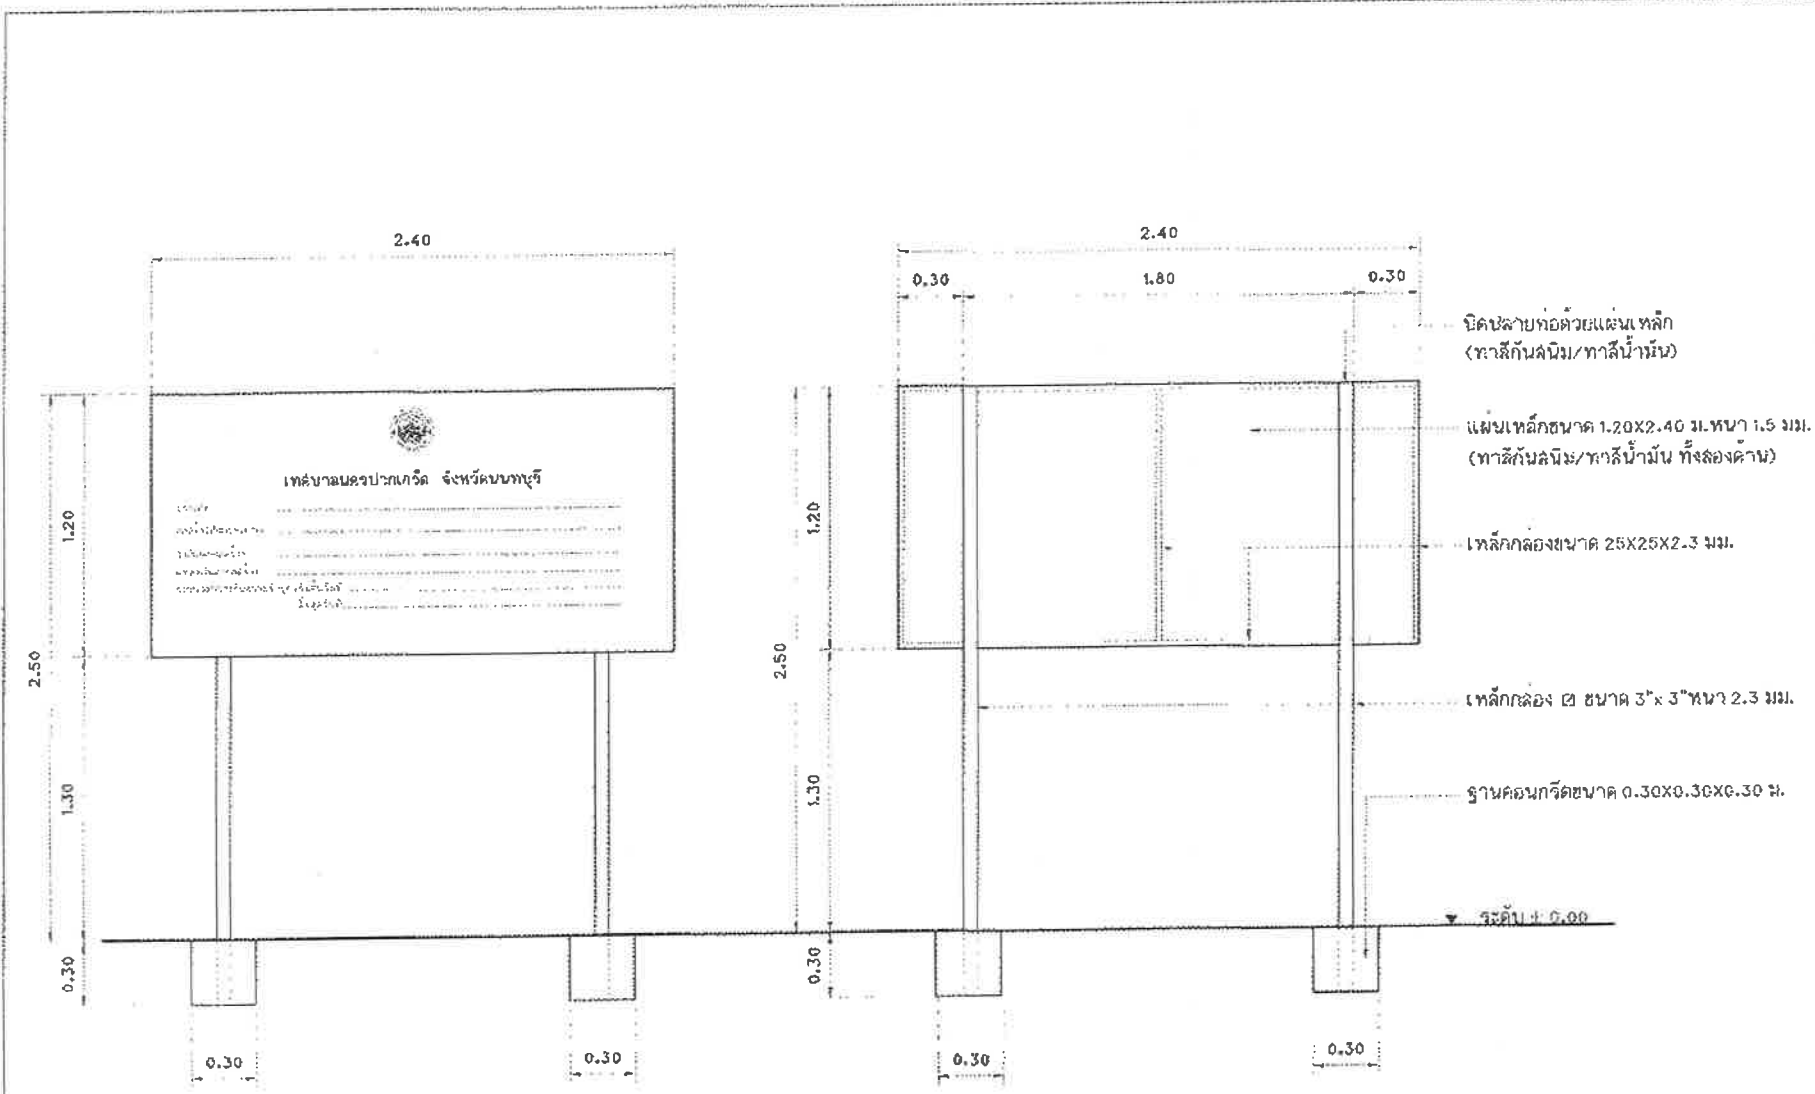 2.40
1.20
2.50
1.30
0.30
เทศบาลนครปากเกร็ด จังหวัดนนทบุรี
สิ้นสุดวันที่
0.30
0.30
2.40
0.30
1.80
0.30
1.20
2.50
1.30
0.30
0.30
0.30
ปิดปลายท่อด้วยแผ่นเหล็ก
(ทาสีกันสนิม/ทาสีน้ำมัน)
แผ่นเหล็กขนาด 1.20X2.40 ม.หนา 1.5 มม.
(ทาสีกันสนิม/ทาสีน้ำมัน ทั้งสองด้าน)
เหล็กกล่องขนาด 25X25X2.3 มม.
เหล็กกล่อง ขนาด 3"x 3"หนา 2.3 มม.
ฐานคอนกรีตขนาด 0.30X0.30X0.30 ม.
ระดับ ± 0.00